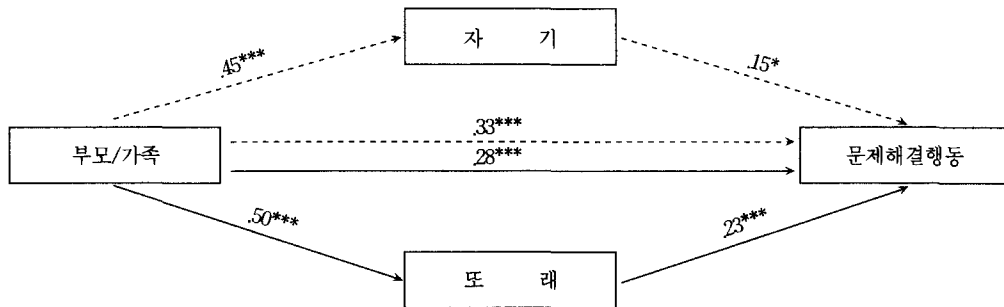 자 기
.45***
.15*
.33***
부모/가족
문제해결행동
.28***
.50***
.23***
또 래